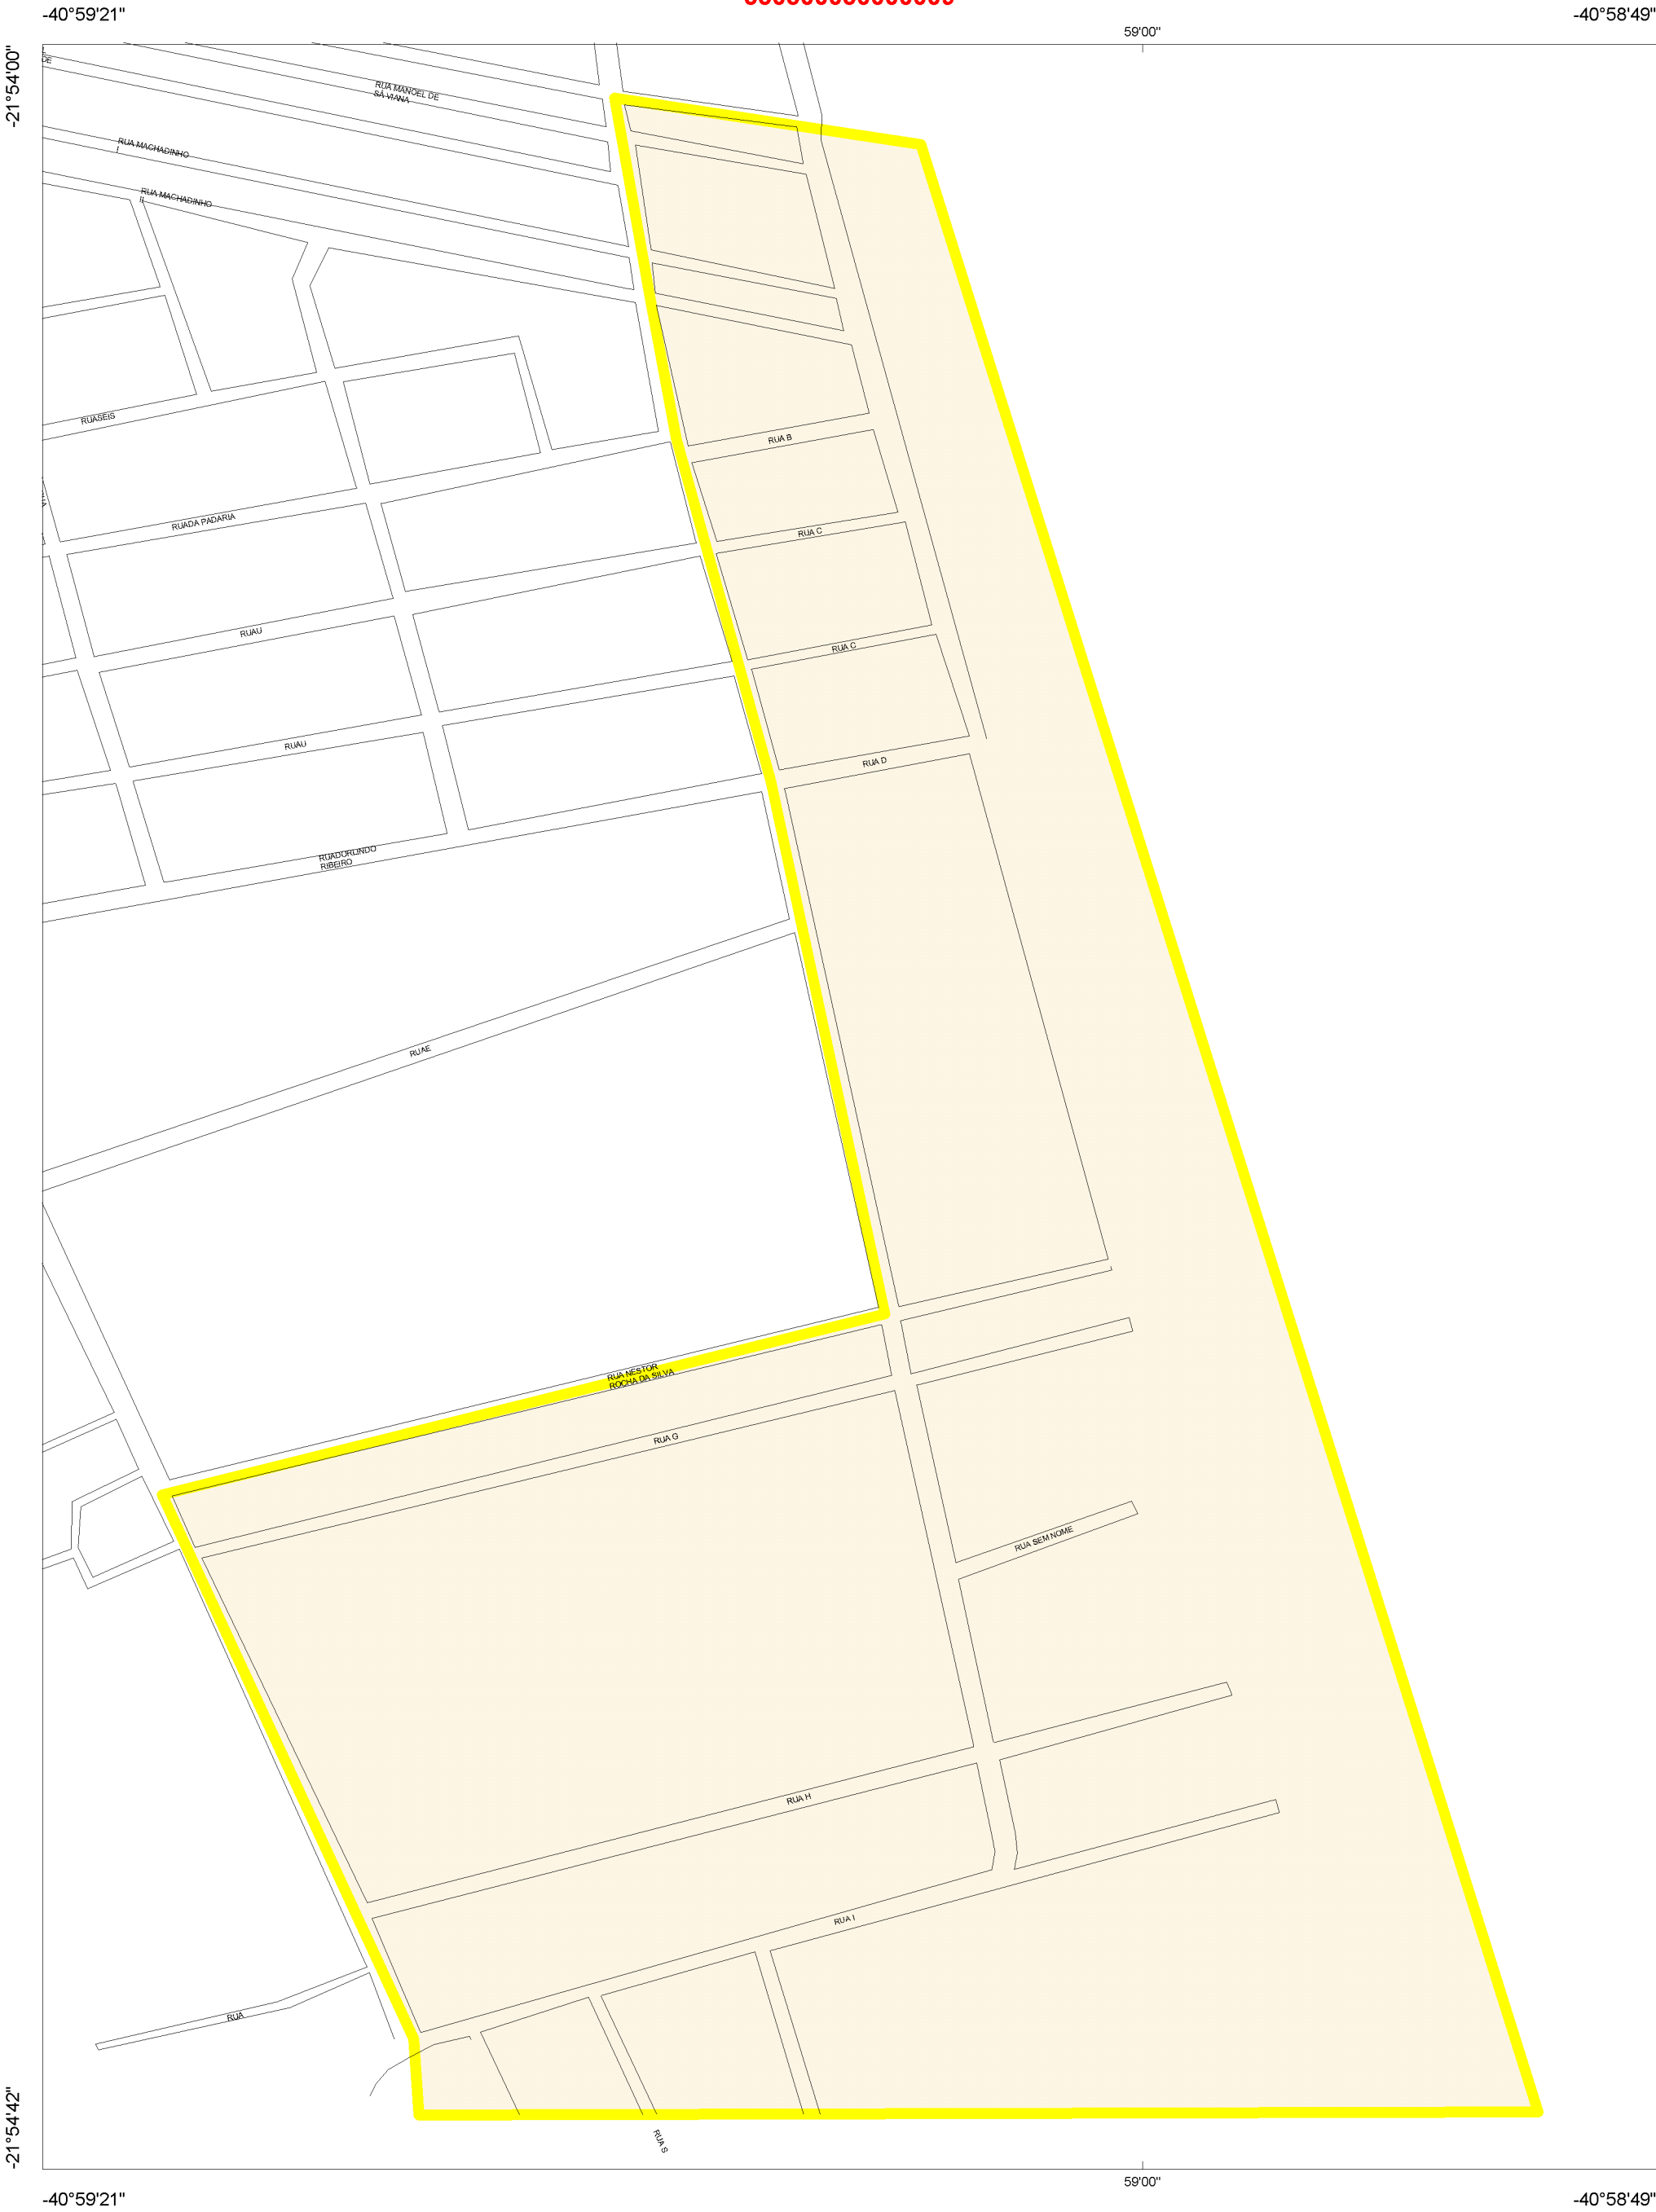 -40°59'21"
-40°58'49"
59'00"
-21°54'00"
DE
RUA MANOEL DE
SÁ VIANA
RUA MACHADINHO
I
RUA MACHADINHO
II
RUASEIS
RUA B
RUADA PADARIA
RUA C
RUAU
RUA C
RUAU
RUA D
RUADORLINDO
RIBEIRO
RUAE
RUA NESTOR
ROCHA DA SILVA
RUA G
RUA SEM NOME
RUA H
RUA I
RUA
RUA S
-21°54'42"
59'00"
-40°59'21"
-40°58'49"